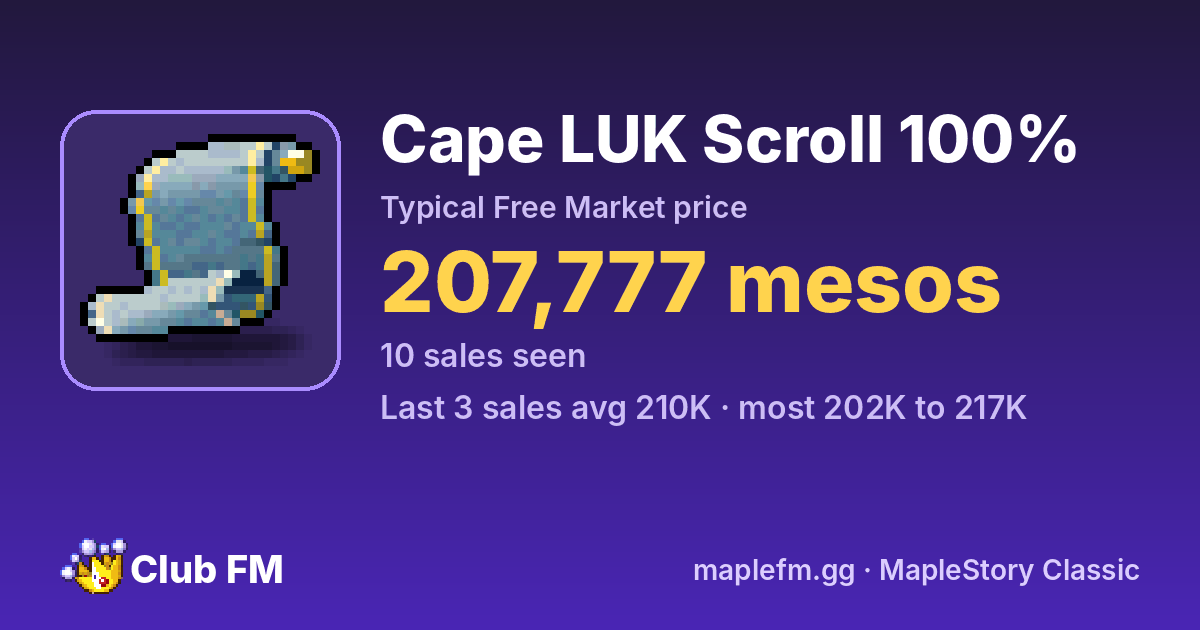 Cape LUK Scroll 100%
Typical Free Market price
207,777 mesos
10 sales seen
Last 3 sales avg 210K · most 202K to 217K
Club FM
maplefm.gg · MapleStory Classic